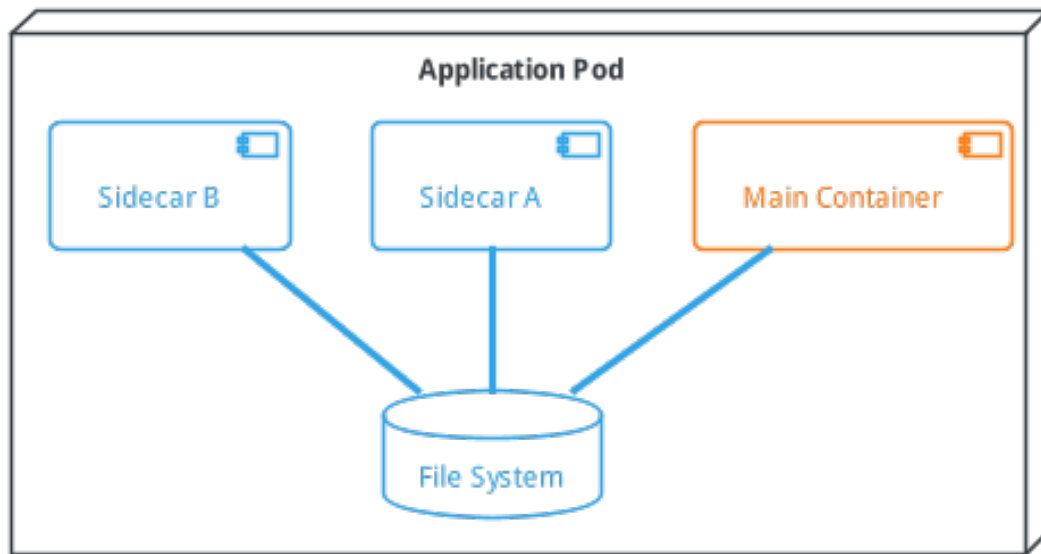 Application Pod
Sidecar B
Sidecar A
Main Container
File System